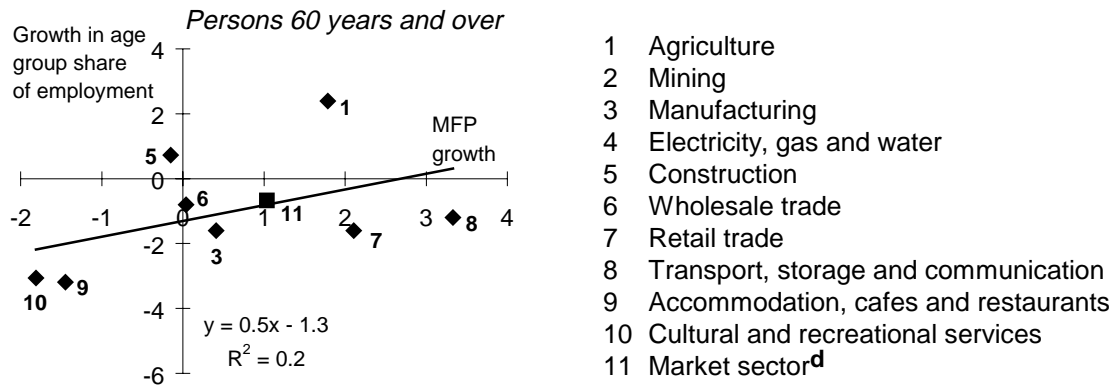 Persons 60 years and over
Growth in age
group share
of employment
4
2
0
-2
-4
-6
-2
-1
0
1
2
3
4
MFP
growth
1
5
6
11
3
7
8
10
9
y = 0.5x - 1.3
R² = 0.2
1 Agriculture
2 Mining
3 Manufacturing
4 Electricity, gas and water
5 Construction
6 Wholesale trade
7 Retail trade
8 Transport, storage and communication
9 Accommodation, cafes and restaurants
10 Cultural and recreational services
11 Market sectord